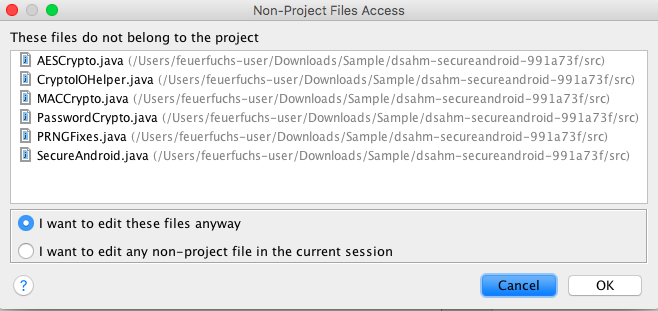 Non-Project Files Access
These files do not belong to the project
AESCrypto.java (/Users/feuerfuchs-user/Downloads/Sample/dsahm-secureandroid-991a73f/src)
CryptoIOHelper.java (/Users/feuerfuchs-user/Downloads/Sample/dsahm-secureandroid-991a73f/src)
MACCrypto.java (/Users/feuerfuchs-user/Downloads/Sample/dsahm-secureandroid-991a73f/src)
PasswordCrypto.java (/Users/feuerfuchs-user/Downloads/Sample/dsahm-secureandroid-991a73f/src)
PRNGFixes.java (/Users/feuerfuchs-user/Downloads/Sample/dsahm-secureandroid-991a73f/src)
SecureAndroid.java (/Users/feuerfuchs-user/Downloads/Sample/dsahm-secureandroid-991a73f/src)
I want to edit these files anyway
I want to edit any non-project file in the current session
? Cancel OK